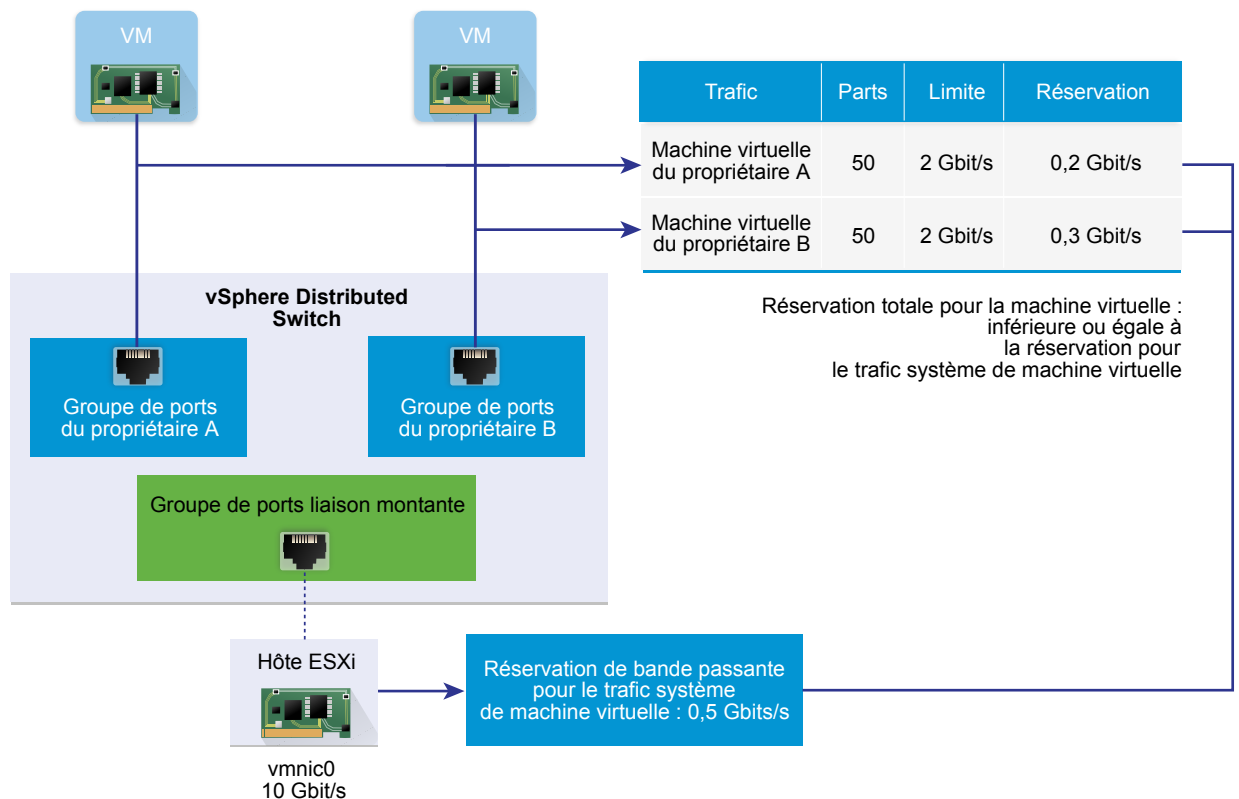 VM
VM
Trafic Parts Limite Réservation
Machine virtuelle
du propriétaire A
50 2 Gbit/s 0,2 Gbit/s
Machine virtuelle
du propriétaire B
50 2 Gbit/s 0,3 Gbit/s
Réservation totale pour la machine virtuelle :
inférieure ou égale à
la réservation pour
le trafic système de machine virtuelle
vSphere Distributed
Switch
Groupe de ports
du propriétaire A
Groupe de ports
du propriétaire B
Groupe de ports liaison montante
Hôte ESXi
vmnic0
10 Gbit/s
Réservation de bande passante
pour le trafic système
de machine virtuelle : 0,5 Gbits/s